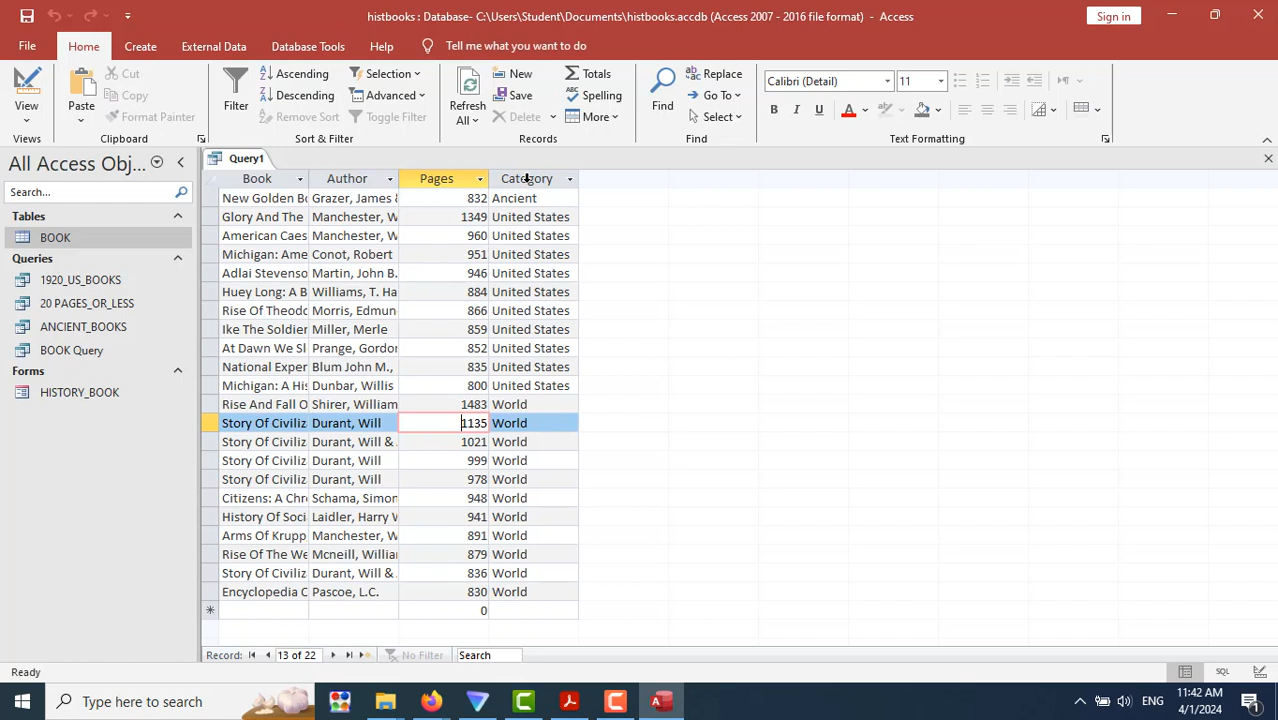 histbooks : Database- C:\Users\Student\Documents\histbooks.accdb (Access 2007 - 2016 file format) - Access
Sign in
File Home Create External Data Database Tools Help Tell me what you want to do
View
Views
Paste
Cut
Copy
Format Painter
Clipboard
Filter
Ascending
Descending
Remove Sort
Selection
Advanced
Toggle Filter
Sort & Filter
Refresh
All
New
Save
Delete
Totals
Spelling
More
Records
Find
Replace
Go To
Select
Find
Calibri (Detail) 11
B I U A
Text Formatting
All Access Obj...
Search...
Tables
BOOK
Queries
1920_US_BOOKS
20 PAGES_OR_LESS
ANCIENT_BOOKS
BOOK Query
Forms
HISTORY_BOOK
Query1
Book Author Pages Category
New Golden Bo Grazer, James & 832 Ancient
Glory And The Manchester, W 1349 United States
American Caes Manchester, W 960 United States
Michigan: Ame Conot, Robert 951 United States
Adlai Stevenso Martin, John B. 946 United States
Huey Long: A B Williams, T. Ha 884 United States
Rise Of Theodo Morris, Edmun 866 United States
Ike The Soldier Miller, Merle 859 United States
At Dawn We Sl Prange, Gordon 852 United States
National Exper Blum John M., 835 United States
Michigan: A His Dunbar, Willis 800 United States
Rise And Fall O Shirer, William 1483 World
Story Of Civiliz Durant, Will 1135 World
Story Of Civiliz Durant, Will & . 1021 World
Story Of Civiliz Durant, Will 999 World
Story Of Civiliz Durant, Will 978 World
Citizens: A Chr Schama, Simon 948 World
History Of Soci Laidler, Harry W 941 World
Arms Of Krupp Manchester, W 891 World
Rise Of The We Mcneill, Willian 879 World
Story Of Civiliz Durant, Will & . 836 World
Encyclopedia O Pascoe, L.C. 830 World
* 0
Record: 13 of 22 No Filter Search
Ready
SQL
Type here to search
ENG
11:42 AM
4/1/2024
1